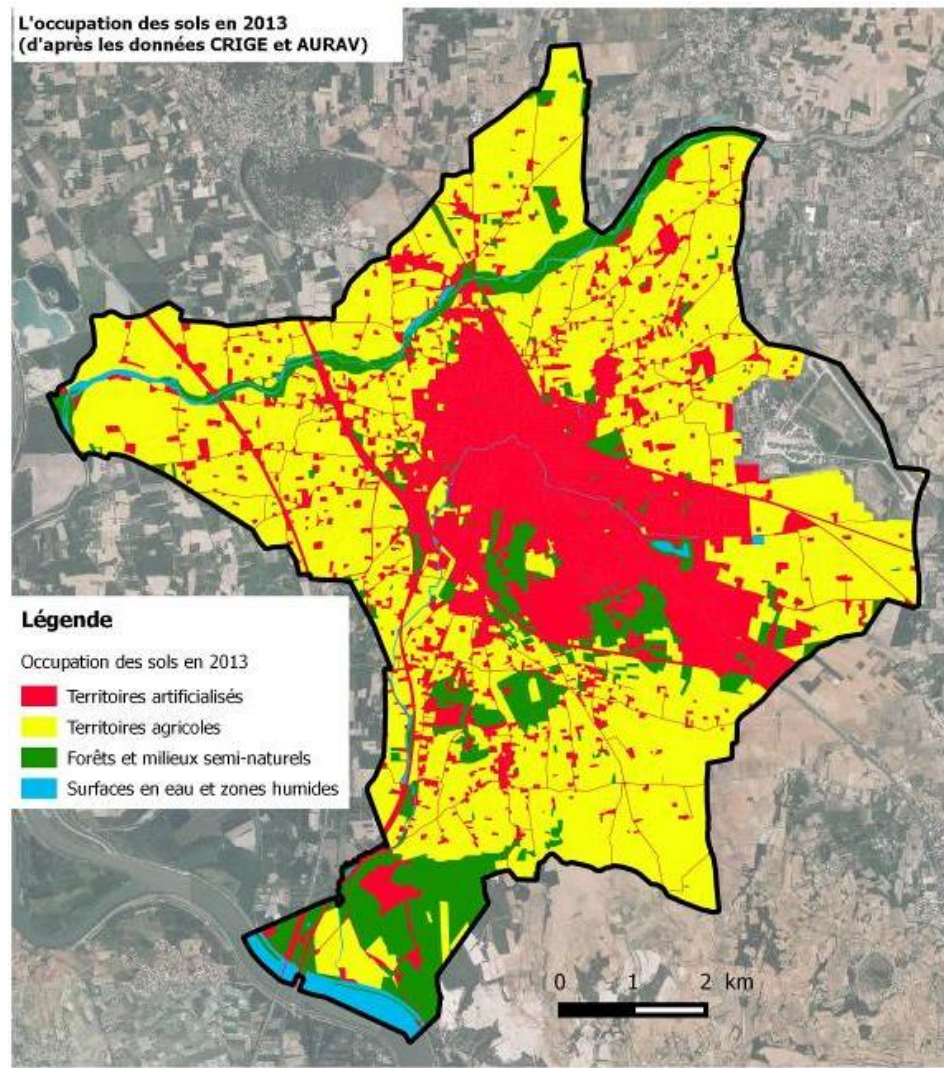 L'occupation des sols en 2013
(d'après les données CRIGE et AURAV)
Légende
Occupation des sols en 2013
Territoires artificialisés
Territoires agricoles
Forêts et milieux semi-naturels
Surfaces en eau et zones humides
0 1 2 km